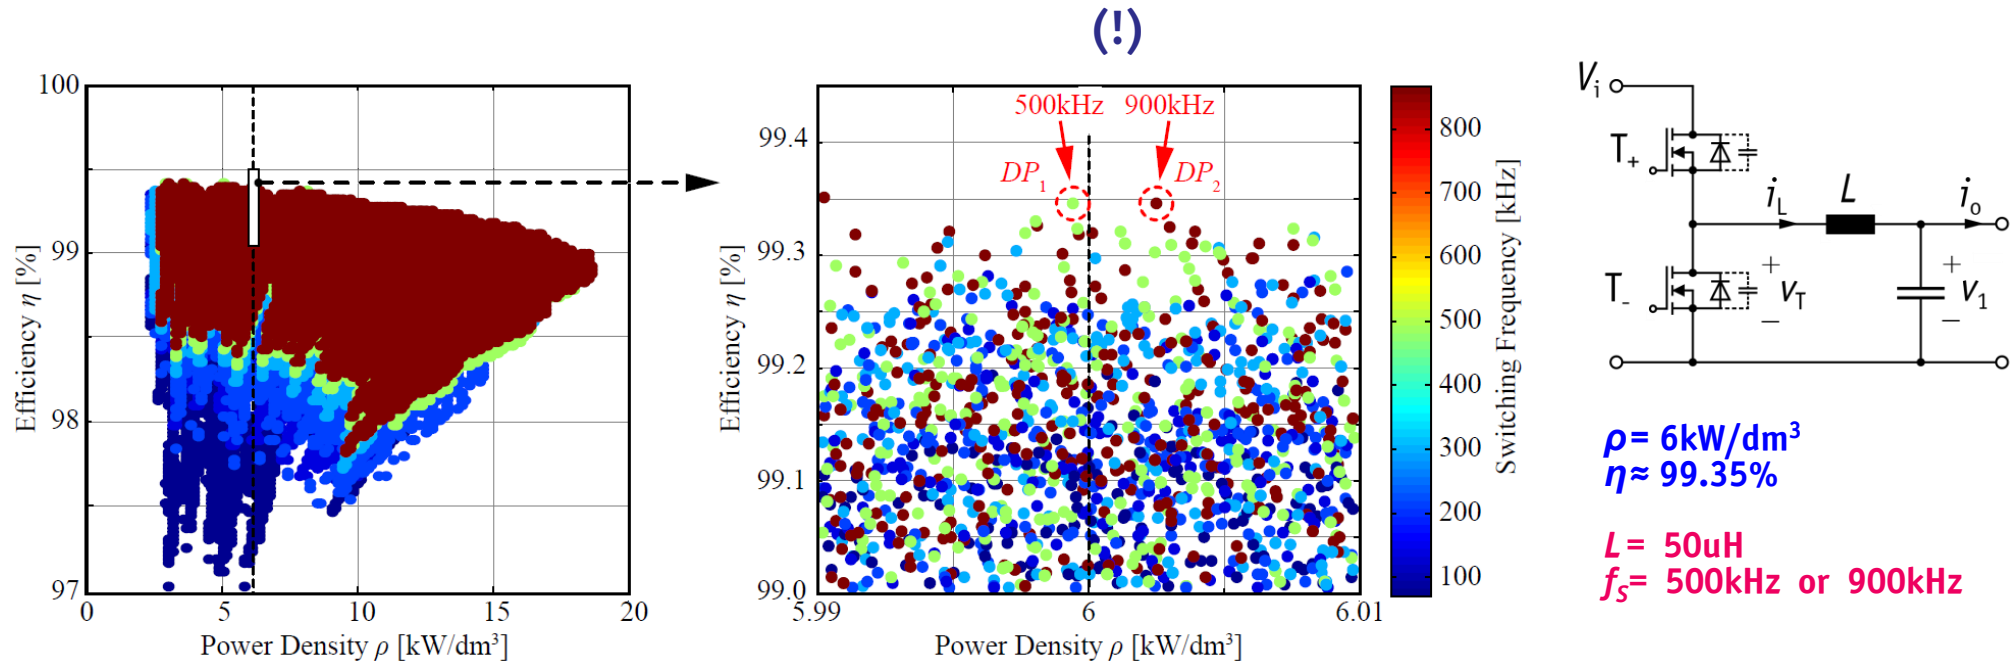 (!)
100
99
98
97
0
5
10
15
20
Efficiency η [%]
Power Density ρ [kW/dm³]
500kHz 900kHz
DP₁
DP₂
99.4
99.3
99.2
99.1
99.0
5.99
6
6.01
Efficiency η [%]
Power Density ρ [kW/dm³]
800
700
600
500
400
300
200
100
Switching Frequency [kHz]
Vi
T+
iL
L
io
T-
+
vT
–
+
v1
–
ρ = 6kW/dm³
η ≈ 99.35%
L = 50uH
fS = 500kHz or 900kHz